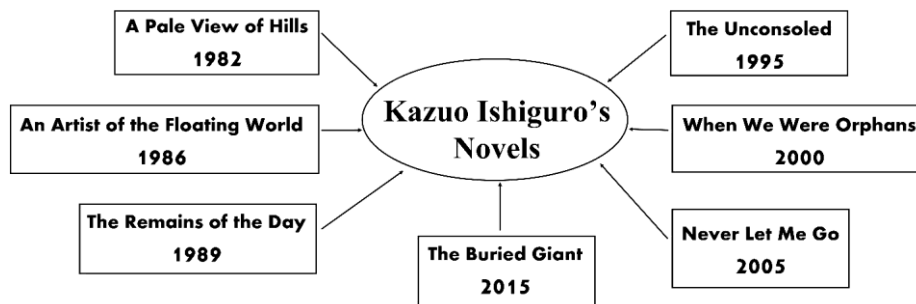 A Pale View of Hills
1982
The Unconsoled
1995
An Artist of the Floating World
1986
Kazuo Ishiguro's
Novels
When We Were Orphans
2000
The Remains of the Day
1989
The Buried Giant
2015
Never Let Me Go
2005